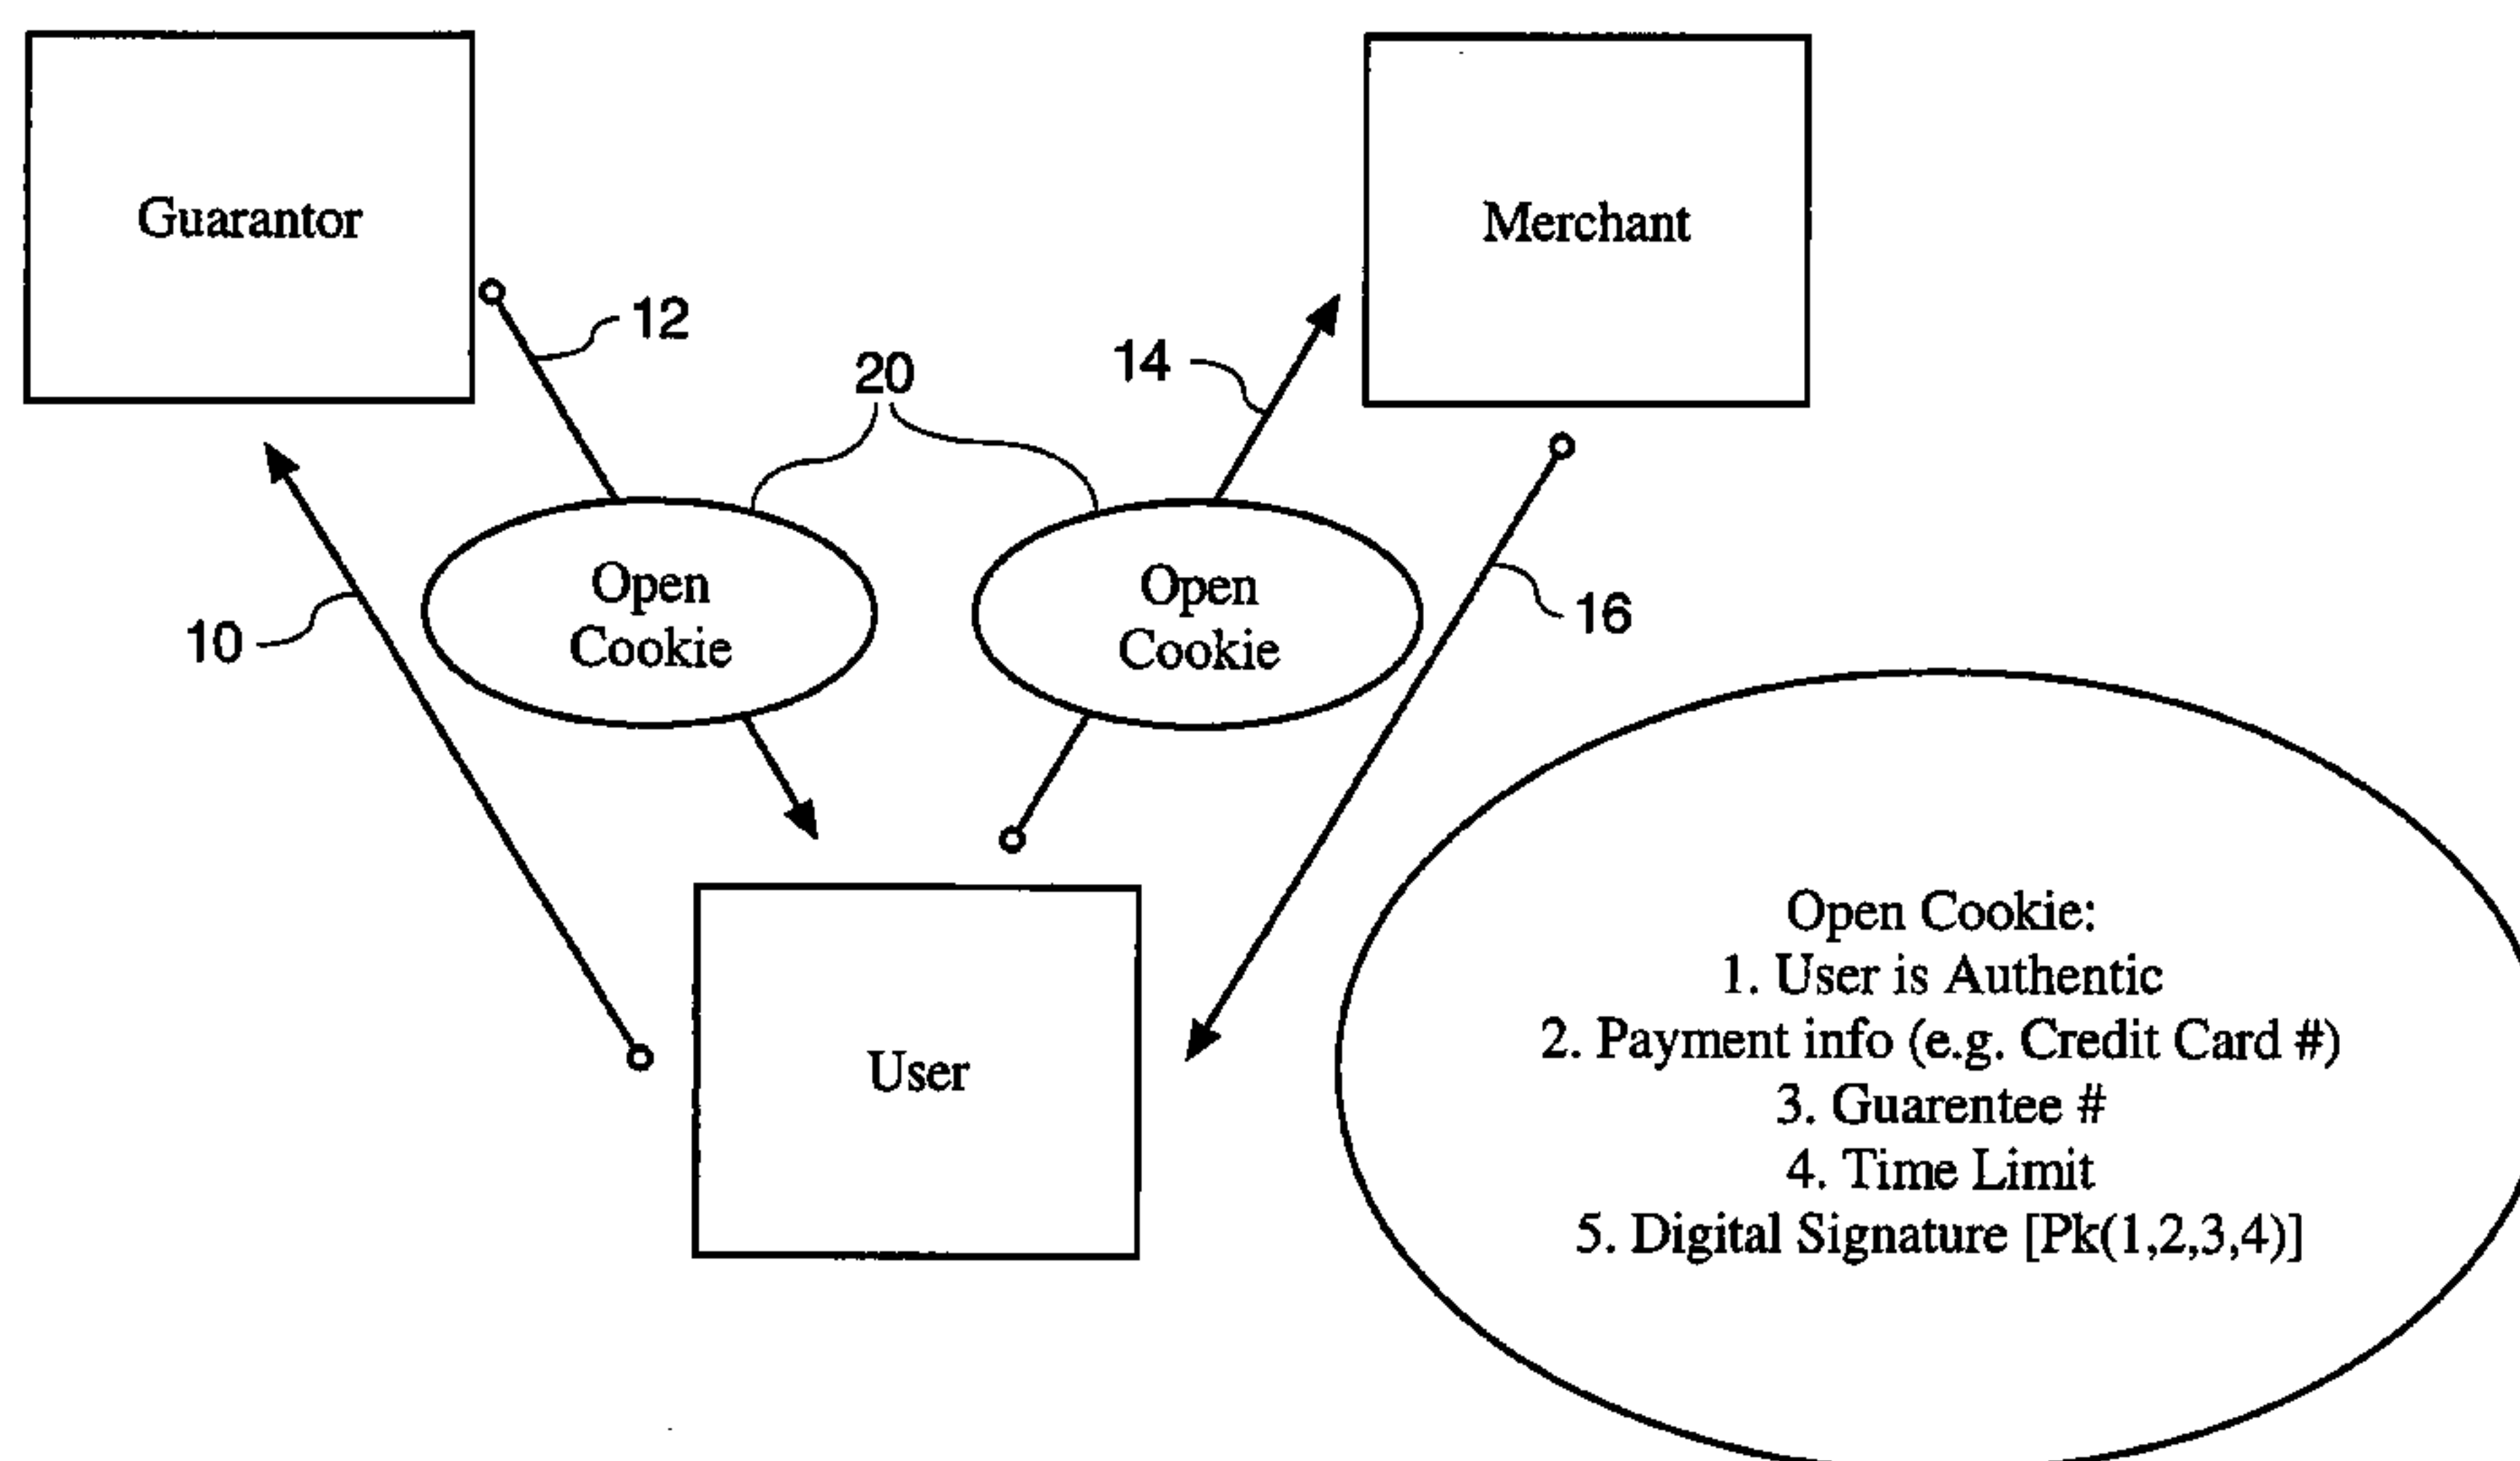 Guarantor
Merchant
12
20
14
10
Open
Cookie
Open
Cookie
16
User
Open Cookie:
1. User is Authentic
2. Payment info (e.g. Credit Card #)
3. Guarentee #
4. Time Limit
5. Digital Signature [Pk(1,2,3,4)]